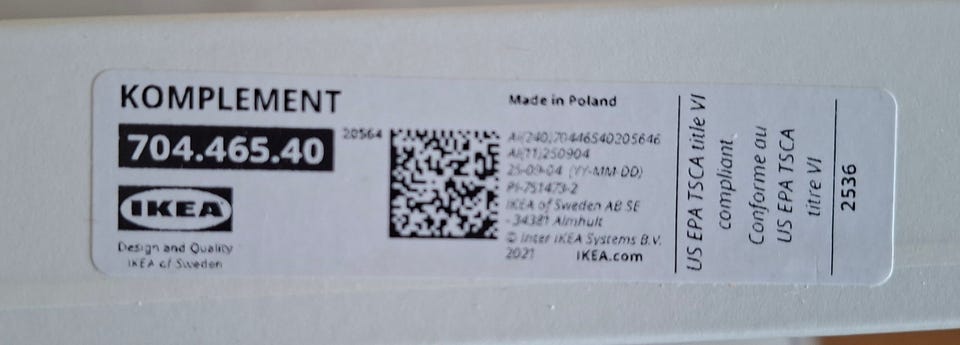 KOMPLEMENT
704.465.40
20564
IKEA
Design and Quality
IKEA of Sweden
Made in Poland
AI(240)70446540205646
AI(11)250904
25-09-04 (YY-MM-DD)
PI-751473-2
IKEA of Sweden AB SE
- 34381 Älmhult
© Inter IKEA Systems B.V.
2021 IKEA.com
US EPA TSCA title VI
compliant
Conforme au
US EPA TSCA
titre VI
2536